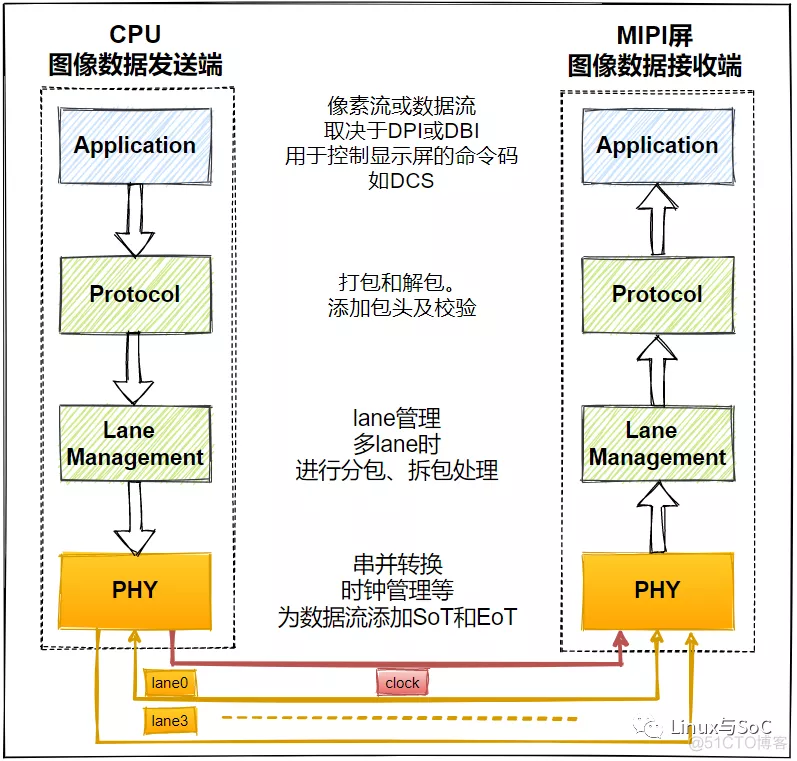 CPU
图像数据发送端
MIPI屏
图像数据接收端
Application
像素流或数据流
取决于DPI或DBI
用于控制显示屏的命令码
如DCS
Application
Protocol
打包和解包。
添加包头及校验
Protocol
Lane
Management
lane管理
多lane时
进行分包、拆包处理
Lane
Management
PHY
串并转换
时钟管理等
为数据流添加SoT和EoT
PHY
lane0
clock
lane3
Linux与SoC
@51CTO博客